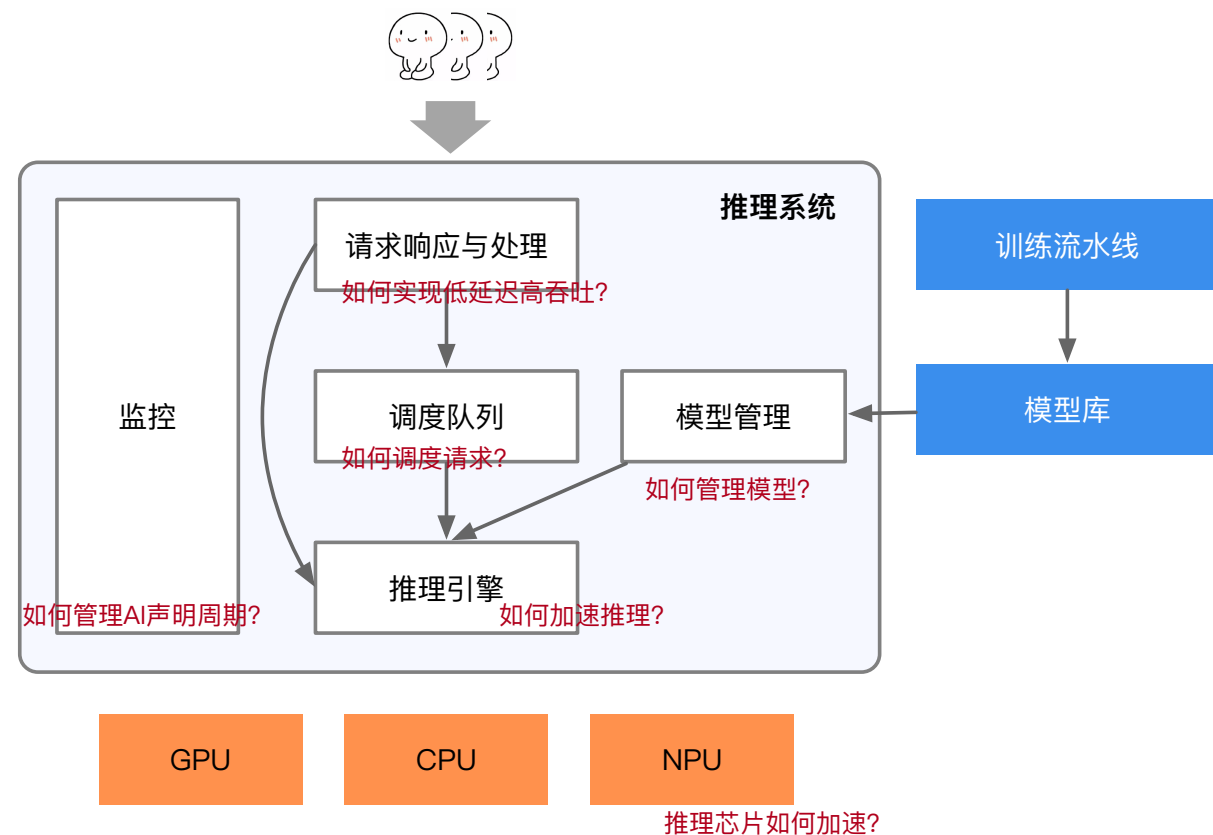 推理系统
请求响应与处理
如何实现低延迟高吞吐?
训练流水线
监控
调度队列
如何调度请求?
模型管理
如何管理模型?
模型库
推理引擎
如何加速推理?
如何管理AI声明周期?
GPU
CPU
NPU
推理芯片如何加速?